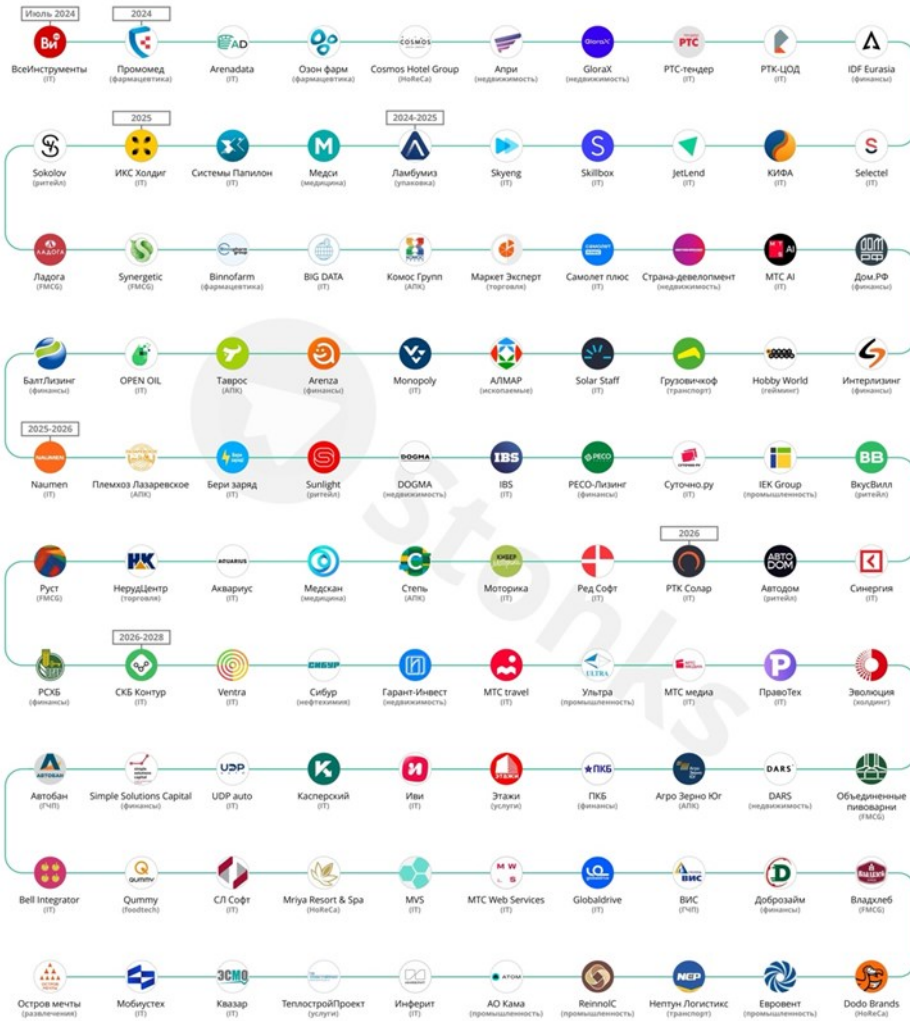 Июль 2024
2024
ВсеИнструменты
(IT)
Промомед
(фармацевтика)
Arenadata
(IT)
Озон фарм
(фармацевтика)
Cosmos Hotel Group
(HoReCa)
Апри
(недвижимость)
GloraX
(недвижимость)
РТС-тендер
(IT)
РТК-ЦОД
(IT)
IDF Eurasia
(финансы)
2025
2024-2025
Sokolov
(ритейл)
ИКС Холдиг
(IT)
Системы Папилон
(IT)
Медси
(медицина)
Ламбумиз
(упаковка)
Skyeng
(IT)
Skillbox
(IT)
JetLend
(IT)
КИФА
(IT)
Selectel
(IT)
Ладога
(FMCG)
Synergetic
(FMCG)
Binnofarm
(фармацевтика)
BIG DATA
(IT)
Комос Групп
(АПК)
Маркет Эксперт
(торговля)
Самолет плюс
(IT)
Страна-девелопмент
(недвижимость)
МТС AI
(IT)
Дом.РФ
(финансы)
БалтЛизинг
(финансы)
OPEN OIL
(IT)
Таврос
(АПК)
Arenza
(финансы)
Monopoly
(IT)
АЛМАР
(ископаемые)
Solar Staff
(IT)
Грузовичкоф
(транспорт)
Hobby World
(гейминг)
Интерлизинг
(финансы)
2025-2026
Naumen
(IT)
Племхоз Лазаревское
(АПК)
Бери заряд
(IT)
Sunlight
(ритейл)
DOGMA
(недвижимость)
IBS
(IT)
РЕСО-Лизинг
(финансы)
Суточно.ру
(IT)
IEK Group
(промышленность)
ВкусВилл
(ритейл)
2026
Руст
(FMCG)
НерудЦентр
(торговля)
Аквариус
(IT)
Медскан
(медицина)
Степь
(АПК)
Моторика
(IT)
Ред Софт
(IT)
РТК Солар
(IT)
Автодом
(ритейл)
Синергия
(IT)
2026-2028
РСХБ
(финансы)
СКБ Контур
(IT)
Ventra
(IT)
Сибур
(нефтехимия)
Гарант-Инвест
(недвижимость)
МТС travel
(IT)
Ультра
(промышленность)
МТС медиа
(IT)
ПравоТех
(IT)
Эволюция
(холдинг)
Автобан
(ГЧП)
Simple Solutions Capital
(финансы)
UDP auto
(IT)
Касперский
(IT)
Иви
(IT)
Этажи
(услуги)
ПКБ
(финансы)
Агро Зерно Юг
(АПК)
DARS
(недвижимость)
Объединенные
пивоварни
(FMCG)
Bell Integrator
(IT)
Qummy
(foodtech)
СЛ Софт
(IT)
Mriya Resort & Spa
(HoReCa)
MVS
(IT)
МТС Web Services
(IT)
Globaldrive
(IT)
ВИС
(ГЧП)
Доброзайм
(финансы)
Владхлеб
(FMCG)
Остров мечты
(развлечения)
Мобиустех
(IT)
Квазар
(IT)
ТеплостройПроект
(услуги)
Инферит
(IT)
АО Кама
(промышленность)
ReinnolC
(промышленность)
Нептун Логистикс
(транспорт)
Евровент
(промышленность)
Dodo Brands
(HoReCa)
stonks